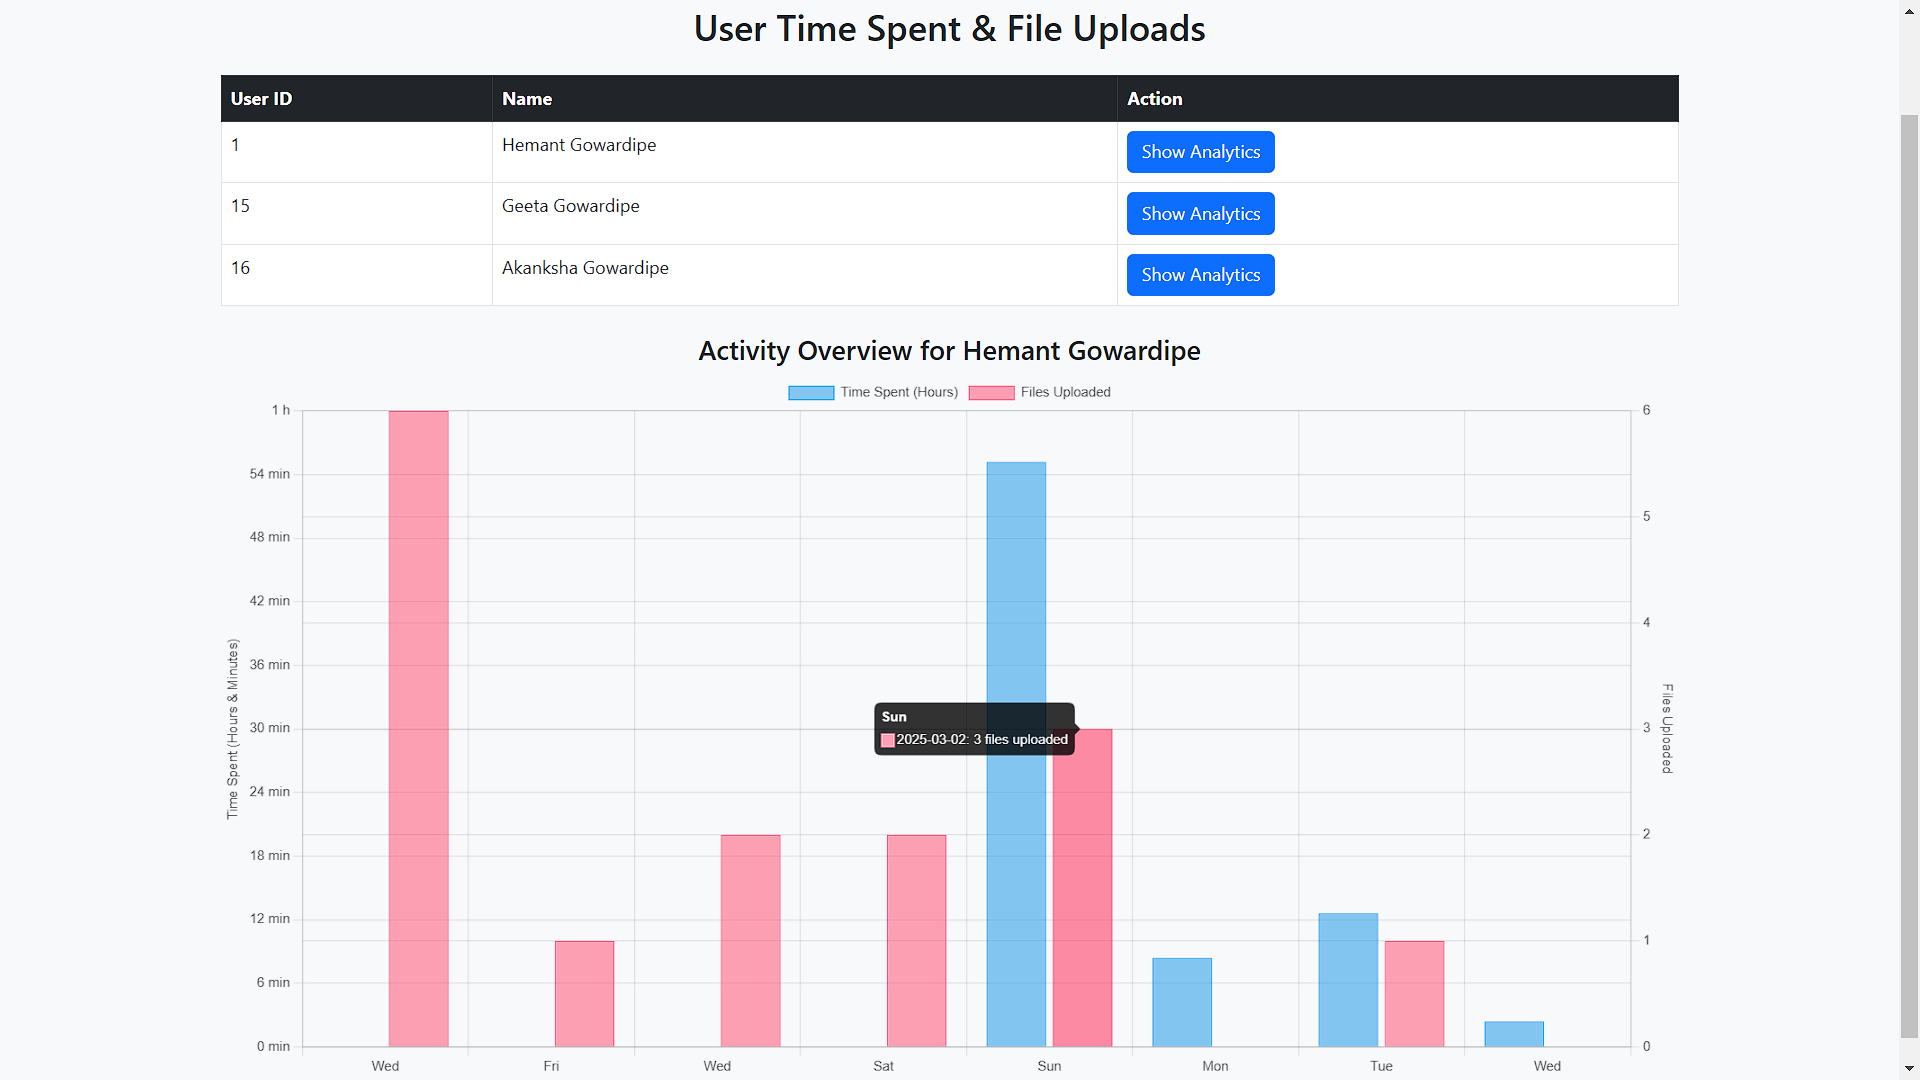 User Time Spent & File Uploads
User ID Name Action
1 Hemant Gowardipe Show Analytics
15 Geeta Gowardipe Show Analytics
16 Akanksha Gowardipe Show Analytics
Activity Overview for Hemant Gowardipe
Time Spent (Hours) Files Uploaded
Time Spent (Hours & Minutes)
1 h
54 min
48 min
42 min
36 min
30 min
24 min
18 min
12 min
6 min
0 min
Sun
2025-03-02: 3 files uploaded
6
5
4
3
2
1
0
Files Uploaded
Wed Fri Wed Sat Sun Mon Tue Wed